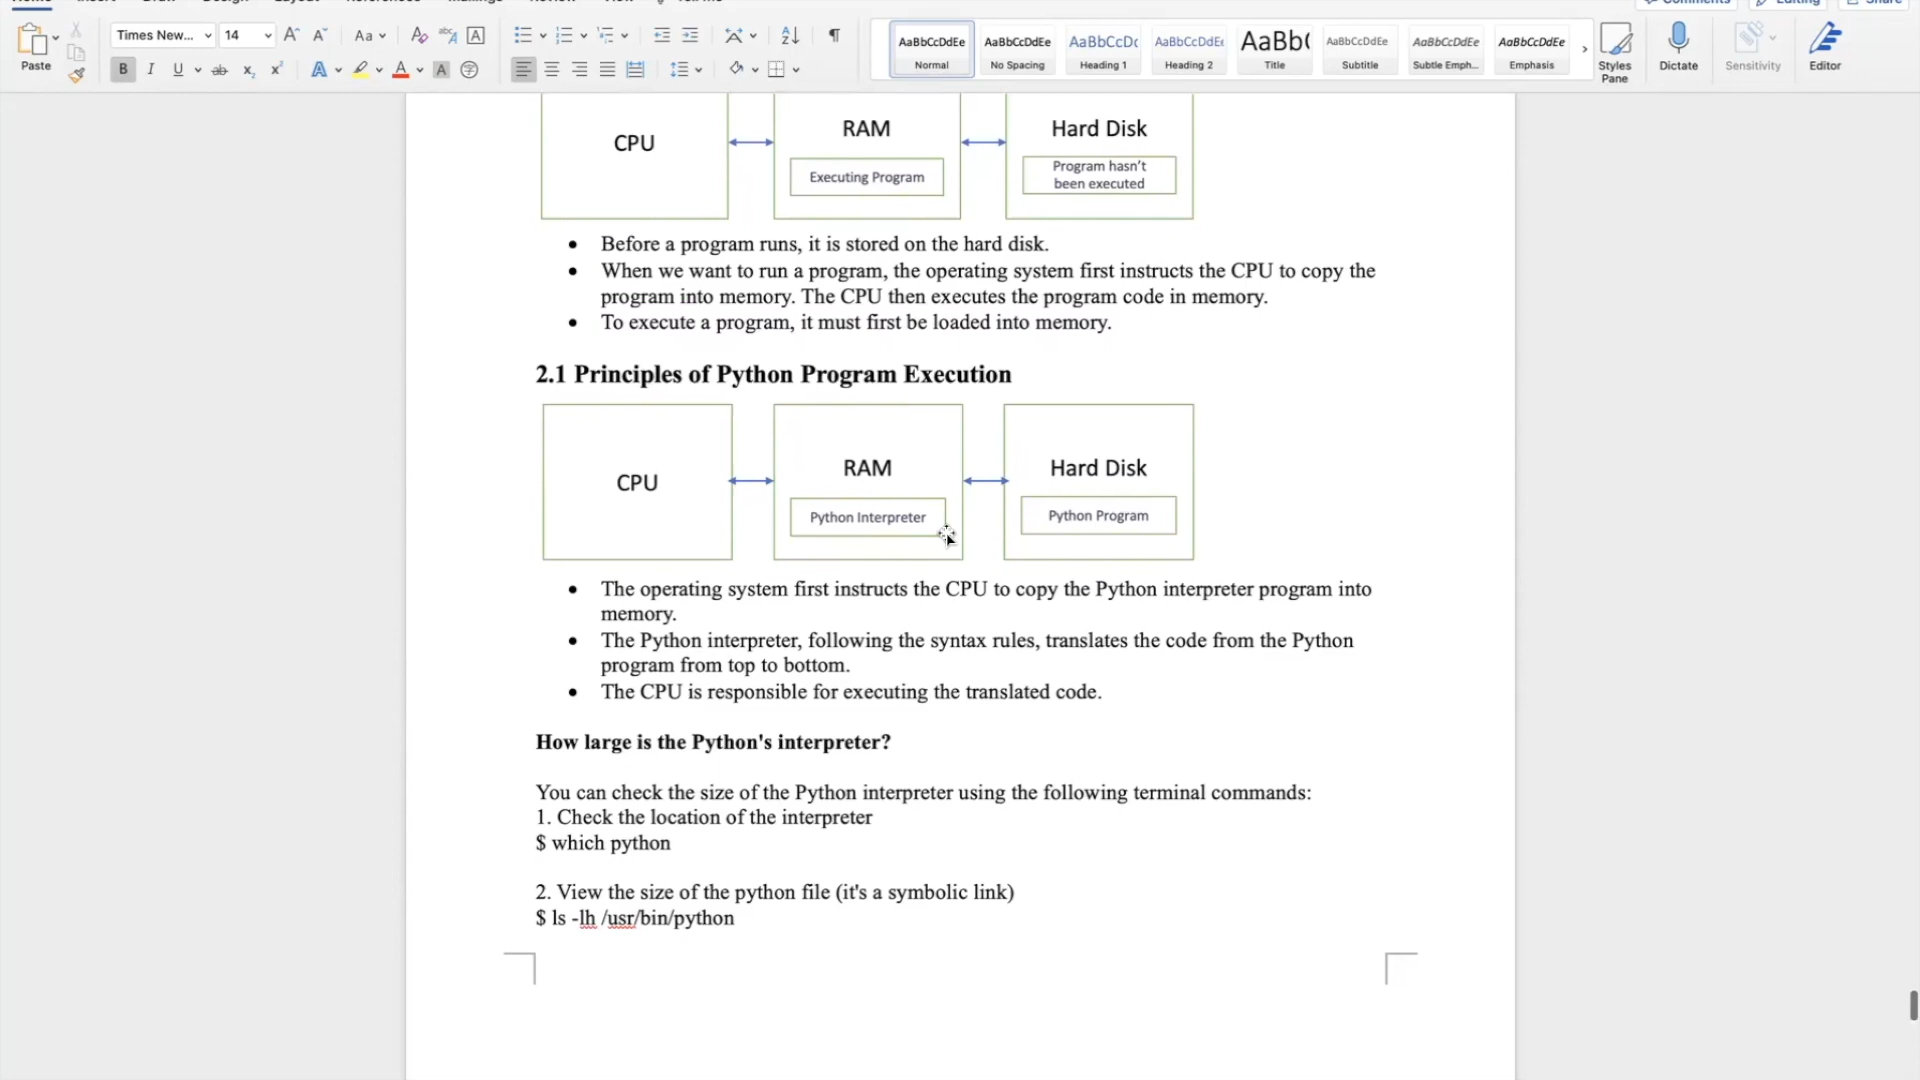 Comments
Editing
Share
Paste
Times New...
14
Aa
AaBbCcDdEe
AaBbCcDdEe
AaBbCcDc
AaBbCcDdEe
AaBb(
AaBbCcDdEe
AaBbCcDdEe
AaBbCcDdEe
Normal
No Spacing
Heading 1
Heading 2
Title
Subtitle
Subtle Emph...
Emphasis
Styles
Pane
Dictate
Sensitivity
Editor
CPU
RAM
Executing Program
Hard Disk
Program hasn't
been executed
• Before a program runs, it is stored on the hard disk.
• When we want to run a program, the operating system first instructs the CPU to copy the
program into memory. The CPU then executes the program code in memory.
• To execute a program, it must first be loaded into memory.
2.1 Principles of Python Program Execution
CPU
RAM
Python Interpreter
Hard Disk
Python Program
• The operating system first instructs the CPU to copy the Python interpreter program into
memory.
• The Python interpreter, following the syntax rules, translates the code from the Python
program from top to bottom.
• The CPU is responsible for executing the translated code.
How large is the Python's interpreter?
You can check the size of the Python interpreter using the following terminal commands:
1. Check the location of the interpreter
$ which python
2. View the size of the python file (it's a symbolic link)
$ ls -lh /usr/bin/python